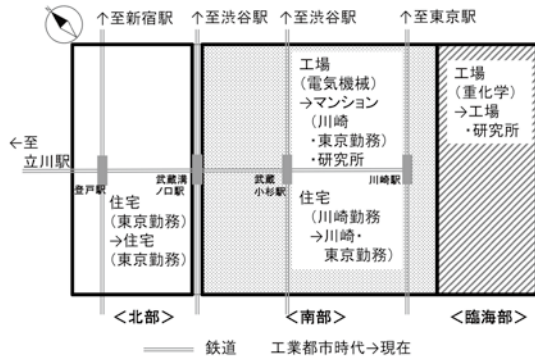 ↑至新宿駅
↑至渋谷駅
↑至渋谷駅
↑至東京駅
←至
立川駅
登戸駅
武蔵溝
ノ口駅
武蔵
小杉駅
川崎駅
住宅
(東京勤務)
→住宅
(東京勤務)
工場
(電気機械)
→マンション
(川崎
・東京勤務)
・研究所
住宅
(川崎勤務
→川崎・
東京勤務)
工場
(重化学)
→工場
・研究所
<北部>
<南部>
<臨海部>
鉄道 工業都市時代→現在